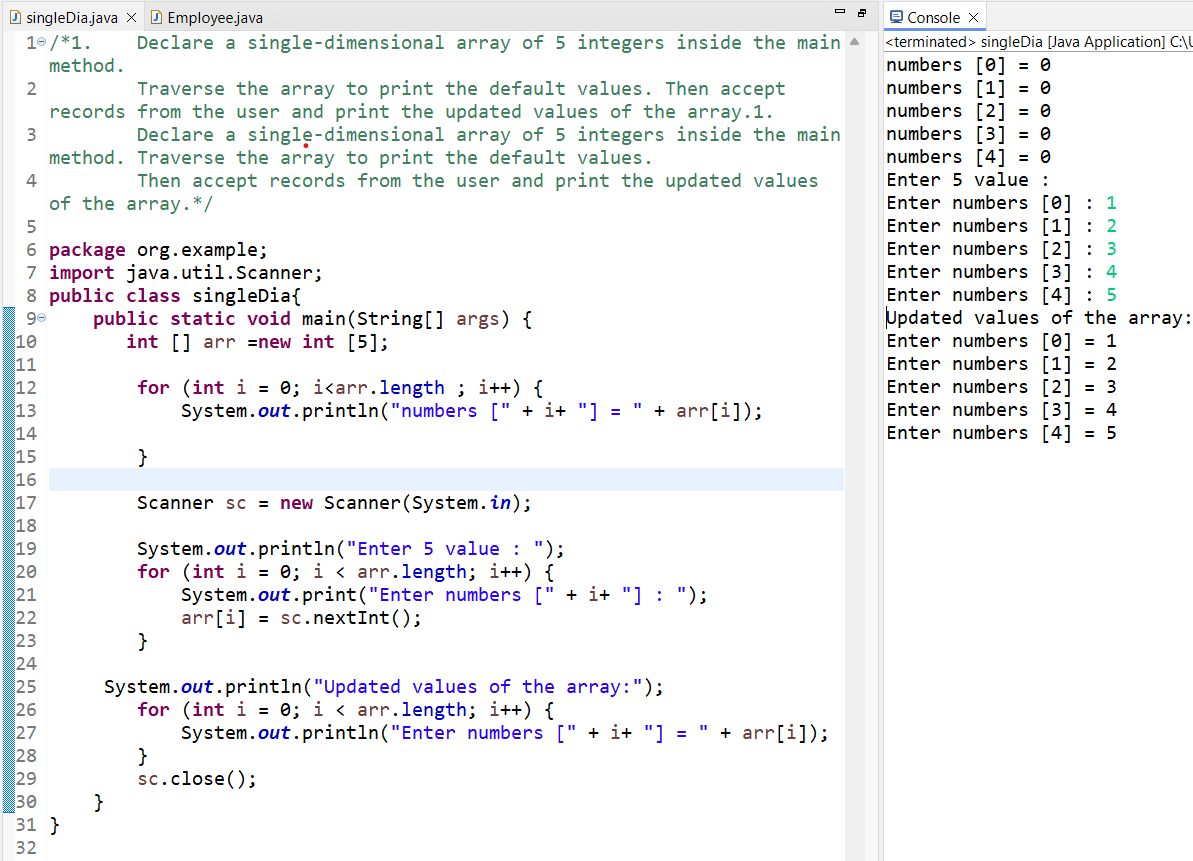 singleDia.java Employee.java
1 /*1. Declare a single-dimensional array of 5 integers inside the main
method.
2 Traverse the array to print the default values. Then accept
records from the user and print the updated values of the array.1.
3 Declare a single-dimensional array of 5 integers inside the main
method. Traverse the array to print the default values.
4 Then accept records from the user and print the updated values
of the array.*/
5
6 package org.example;
7 import java.util.Scanner;
8 public class singleDia{
9 public static void main(String[] args) {
10 int [] arr =new int [5];
11
12 for (int i = 0; i<arr.length ; i++) {
13 System.out.println("numbers [" + i+ "] = " + arr[i]);
14
15 }
16
17 Scanner sc = new Scanner(System.in);
18
19 System.out.println("Enter 5 value : ");
20 for (int i = 0; i < arr.length; i++) {
21 System.out.print("Enter numbers [" + i+ "] : ");
22 arr[i] = sc.nextInt();
23 }
24
25 System.out.println("Updated values of the array:");
26 for (int i = 0; i < arr.length; i++) {
27 System.out.println("Enter numbers [" + i+ "] = " + arr[i]);
28 }
29 sc.close();
30 }
31 }
32
Console
<terminated> singleDia [Java Application] C:\U
numbers [0] = 0
numbers [1] = 0
numbers [2] = 0
numbers [3] = 0
numbers [4] = 0
Enter 5 value :
Enter numbers [0] : 1
Enter numbers [1] : 2
Enter numbers [2] : 3
Enter numbers [3] : 4
Enter numbers [4] : 5
Updated values of the array:
Enter numbers [0] = 1
Enter numbers [1] = 2
Enter numbers [2] = 3
Enter numbers [3] = 4
Enter numbers [4] = 5